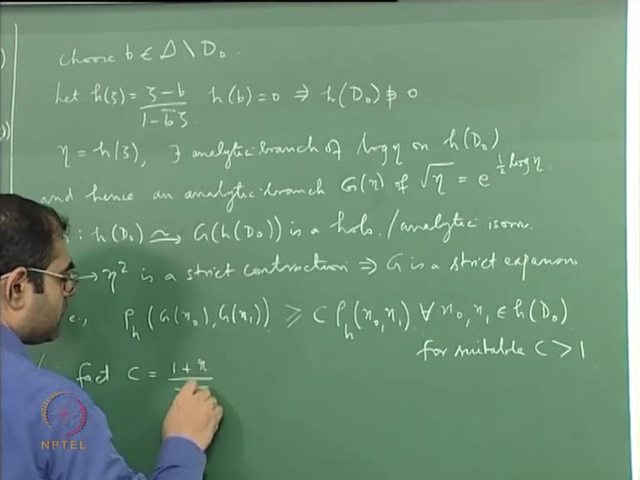 choose b ∈ Δ \ D₀
Let h(ζ) = (ζ − b)/(1 − b̄ζ) h(b) = 0 ⇒ h(D₀) ∌ 0
η = h(ζ), ∃ analytic branch of log η on h(D₀)
and hence an analytic branch G(η) of √η = e^{½ log η}
: h(D₀) ≃ G(h(D₀)) is a holo./analytic isom.
→ η² is a strict contraction ⇒ G is a strict expansion
i.e., ρ_h(G(η₀), G(η₁)) ≥ C ρ_h(η₀, η₁) ∀ η₀, η₁ ∈ h(D₀)
for suitable C > 1
fact C = 1 + r
NPTEL